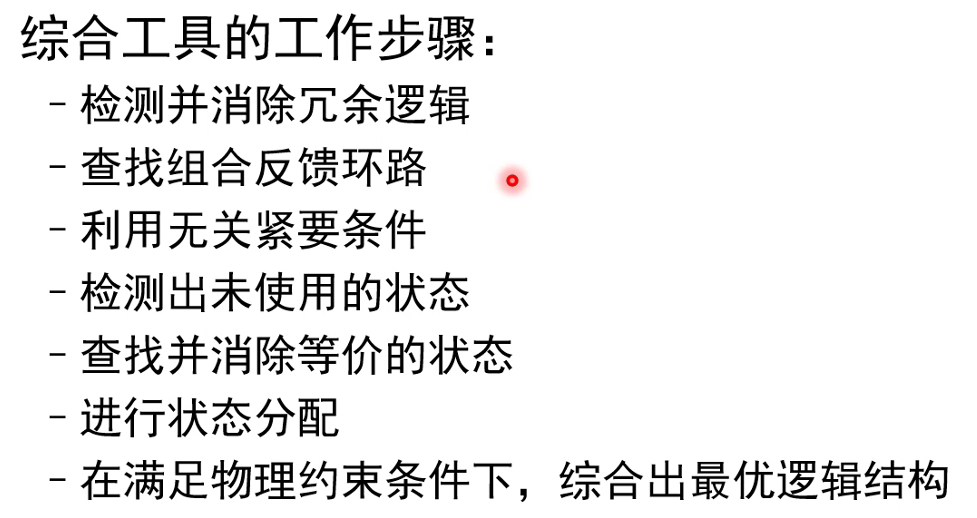 综合工具的工作步骤：
– 检测并消除冗余逻辑
– 查找组合反馈环路
– 利用无关紧要条件
– 检测出未使用的状态
– 查找并消除等价的状态
– 进行状态分配
– 在满足物理约束条件下，综合出最优逻辑结构